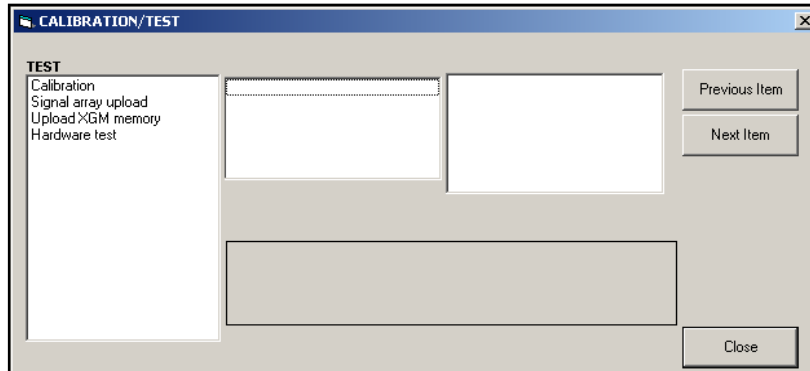 CALIBRATION/TEST
TEST
Calibration
Signal array upload
Upload XGM memory
Hardware test
Previous Item
Next Item
Close